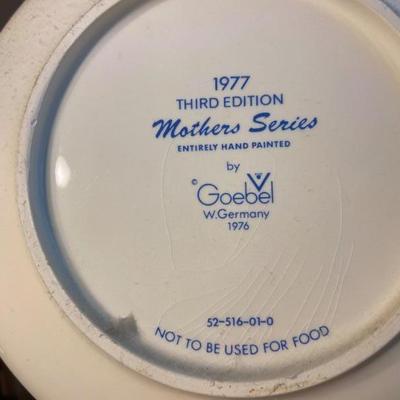 1977
THIRD EDITION
Mothers Series
ENTIRELY HAND PAINTED
by
© Goebel
W. Germany
1976
52-516-01-0
NOT TO BE USED FOR FOOD